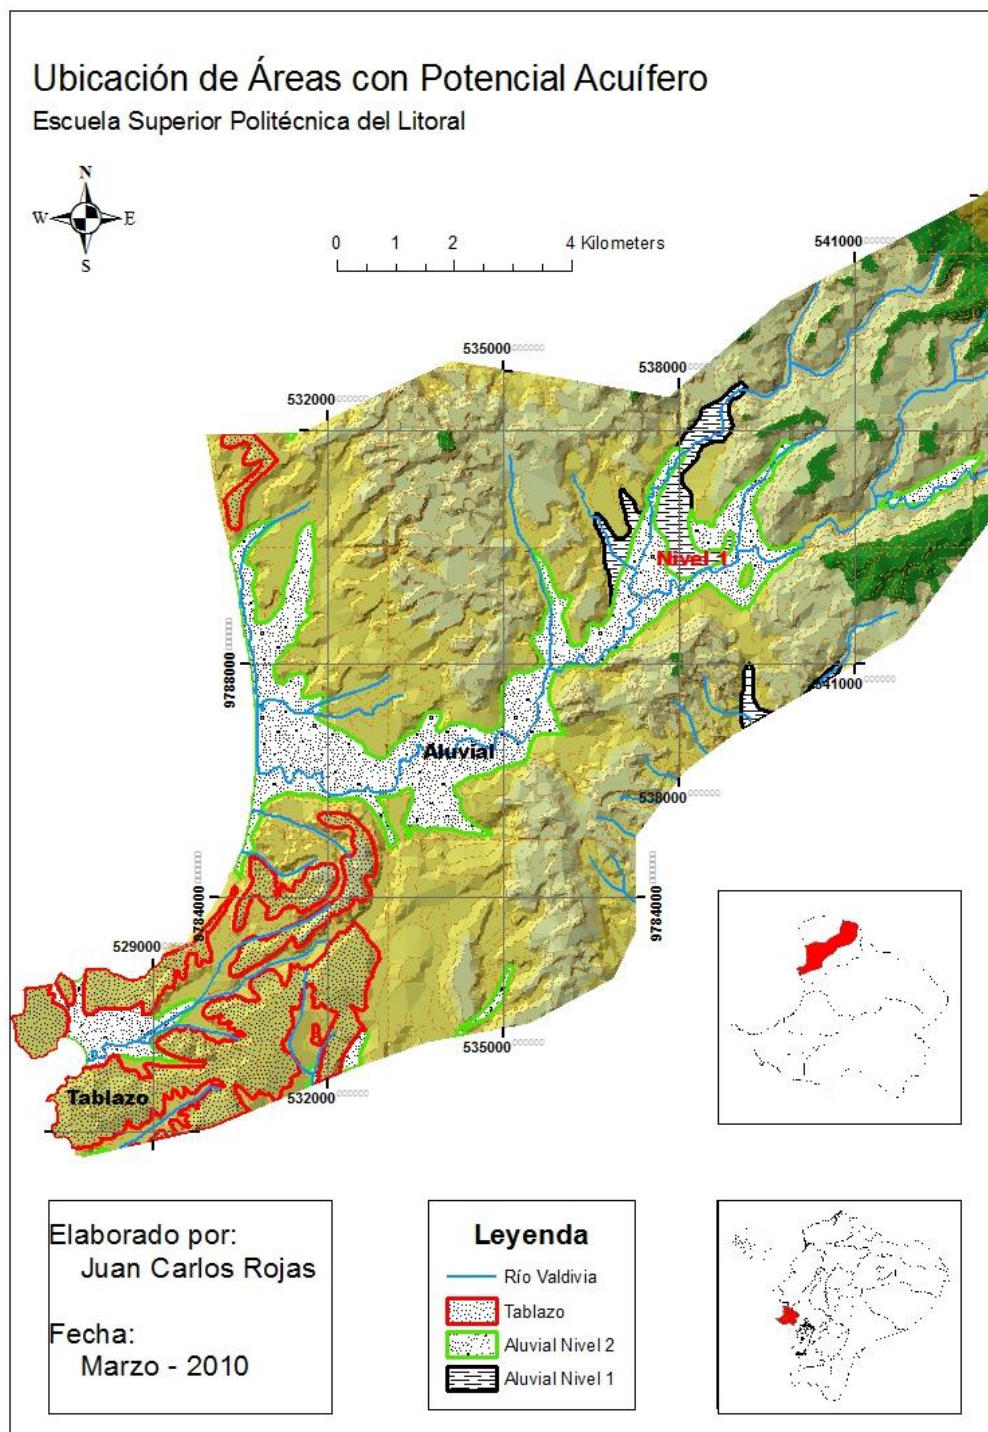 Ubicación de Áreas con Potencial Acuífero
Escuela Superior Politécnica del Litoral
N
W E
S
0 1 2 4 Kilometers
541000
535000
538000
532000
Nivel 1
9788000
541000
Aluvial
538000
9784000
9784000
529000
535000
Tablazo
532000
Elaborado por:
Juan Carlos Rojas
Fecha:
Marzo - 2010
Leyenda
Río Valdivia
Tablazo
Aluvial Nivel 2
Aluvial Nivel 1